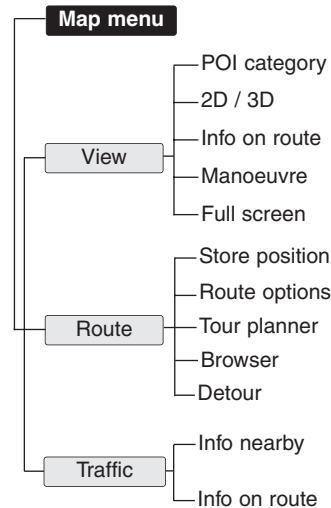 Map menu
POI category
2D / 3D
Info on route
View
Manoeuvre
Full screen
Store position
Route options
Route
Tour planner
Browser
Detour
Info nearby
Traffic
Info on route